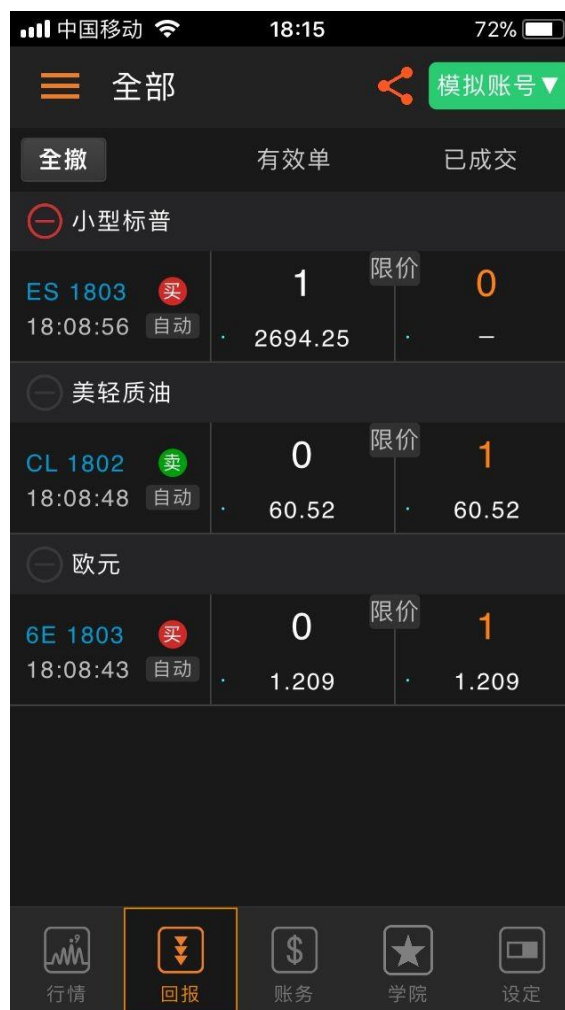 中国移动 18:15 72%
全部 模拟账号▼
全撤 有效单 已成交
小型标普
ES 1803 买 1 限价 0
18:08:56 自动 2694.25 –
美轻质油
CL 1802 卖 0 限价 1
18:08:48 自动 60.52 60.52
欧元
6E 1803 买 0 限价 1
18:08:43 自动 1.209 1.209
行情 回报 账务 学院 设定